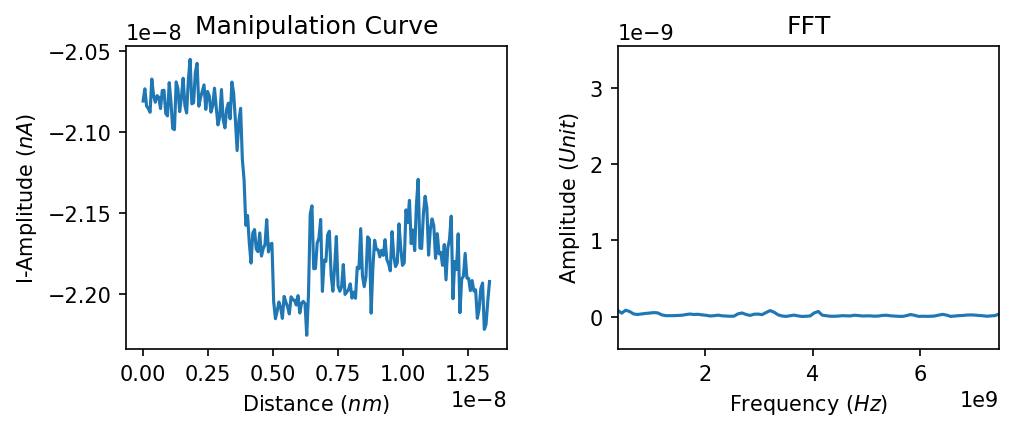 Manipulation Curve
1e−8
−2.05
−2.10
−2.15
−2.20
I-Amplitude (nA)
0.00 0.25 0.50 0.75 1.00 1.25
Distance (nm)
1e−8
FFT
1e−9
3
2
1
0
Amplitude (Unit)
2 4 6
Frequency (Hz)
1e9